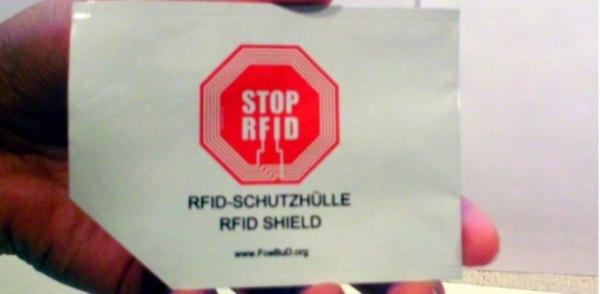 STOP
RFID
RFID-SCHUTZHÜLLE
RFID SHIELD
www.FoeBuD.org